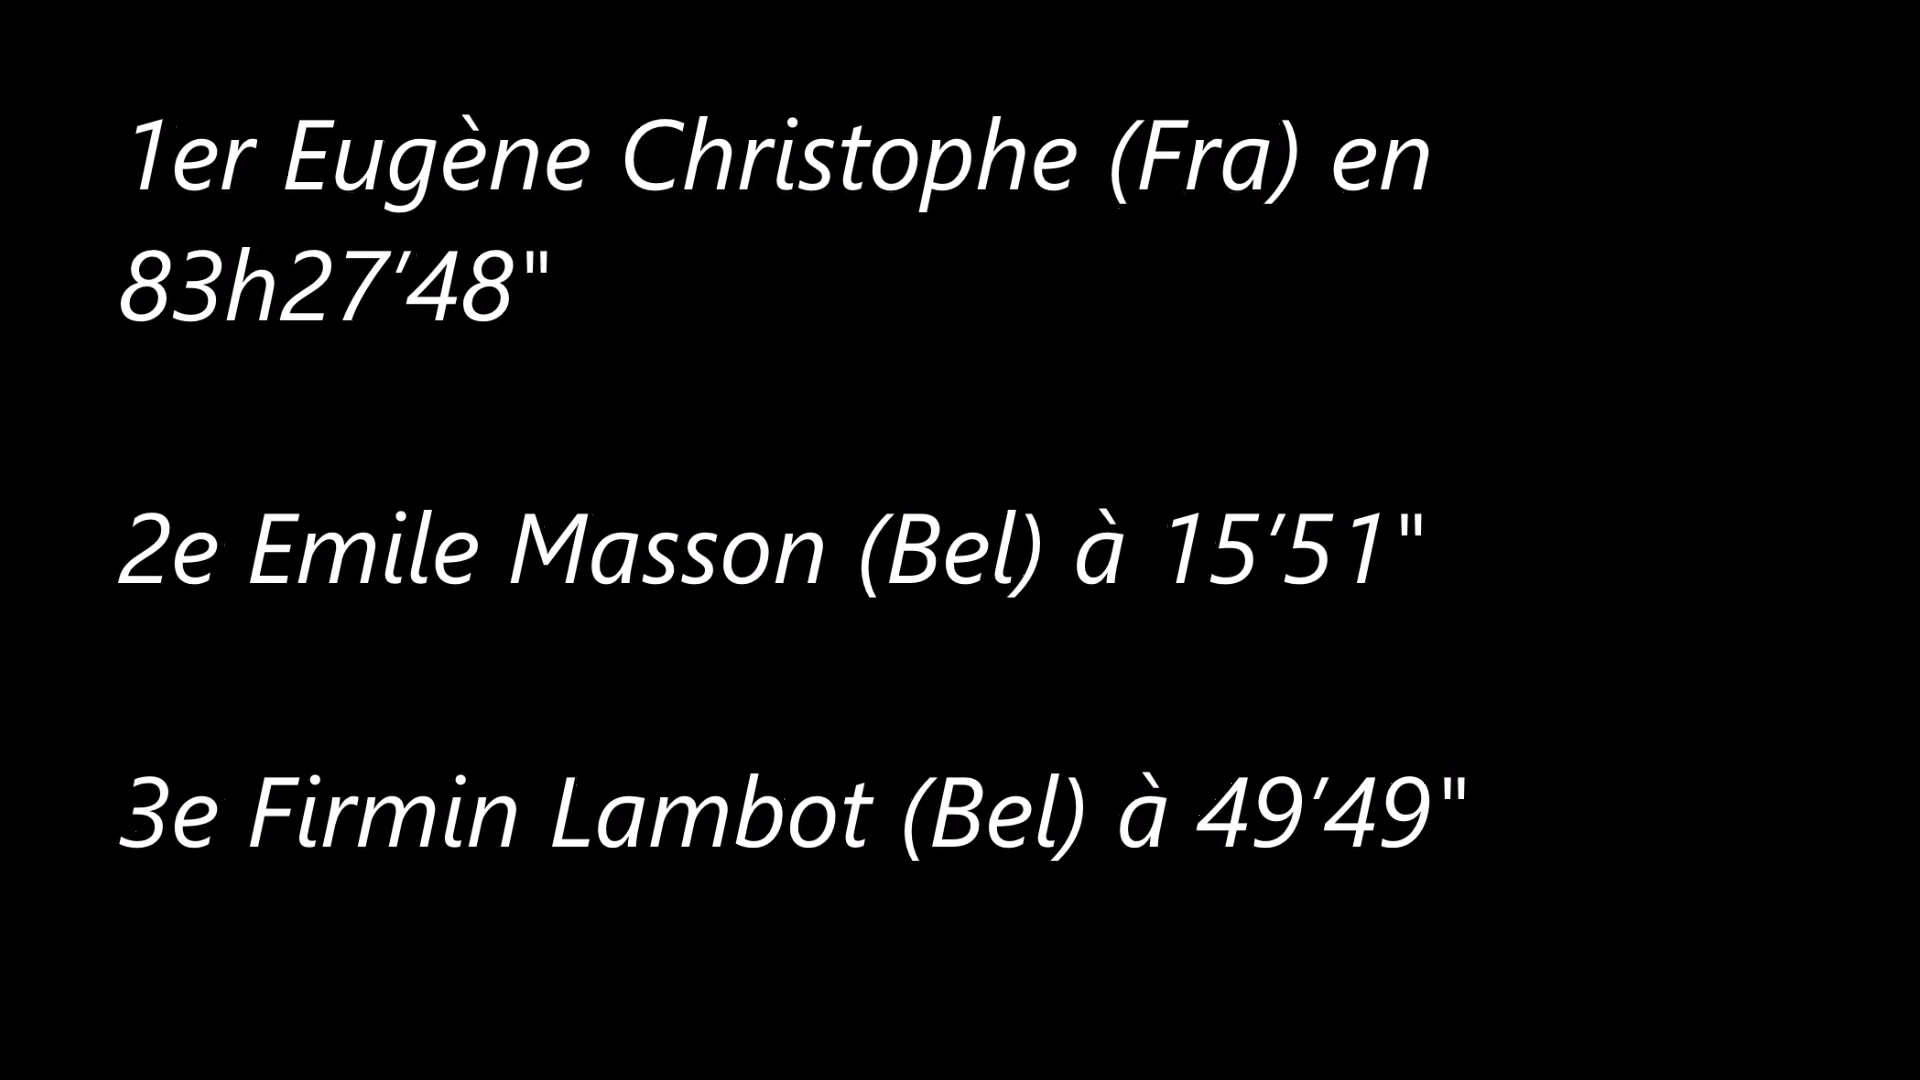 1er Eugène Christophe (Fra) en
83h27’48"
2e Emile Masson (Bel) à 15’51"
3e Firmin Lambot (Bel) à 49’49"